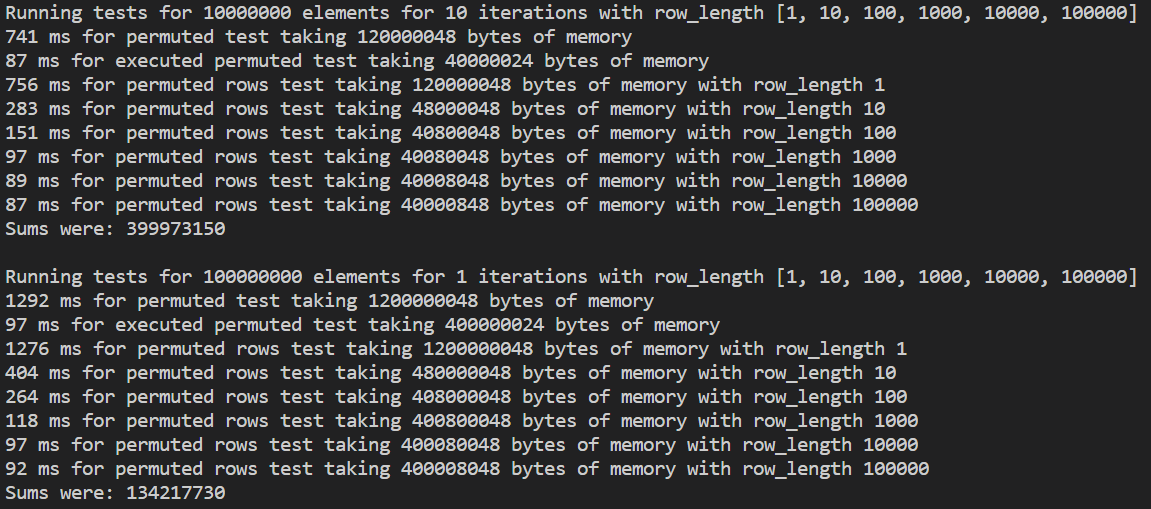 Running tests for 10000000 elements for 10 iterations with row_length [1, 10, 100, 1000, 10000, 100000]
741 ms for permuted test taking 120000048 bytes of memory
87 ms for executed permuted test taking 40000024 bytes of memory
756 ms for permuted rows test taking 120000048 bytes of memory with row_length 1
283 ms for permuted rows test taking 48000048 bytes of memory with row_length 10
151 ms for permuted rows test taking 40800048 bytes of memory with row_length 100
97 ms for permuted rows test taking 40080048 bytes of memory with row_length 1000
89 ms for permuted rows test taking 40008048 bytes of memory with row_length 10000
87 ms for permuted rows test taking 40000848 bytes of memory with row_length 100000
Sums were: 399973150
Running tests for 100000000 elements for 1 iterations with row_length [1, 10, 100, 1000, 10000, 100000]
1292 ms for permuted test taking 1200000048 bytes of memory
97 ms for executed permuted test taking 400000024 bytes of memory
1276 ms for permuted rows test taking 1200000048 bytes of memory with row_length 1
404 ms for permuted rows test taking 480000048 bytes of memory with row_length 10
264 ms for permuted rows test taking 408000048 bytes of memory with row_length 100
118 ms for permuted rows test taking 400800048 bytes of memory with row_length 1000
97 ms for permuted rows test taking 400080048 bytes of memory with row_length 10000
92 ms for permuted rows test taking 400008048 bytes of memory with row_length 100000
Sums were: 134217730